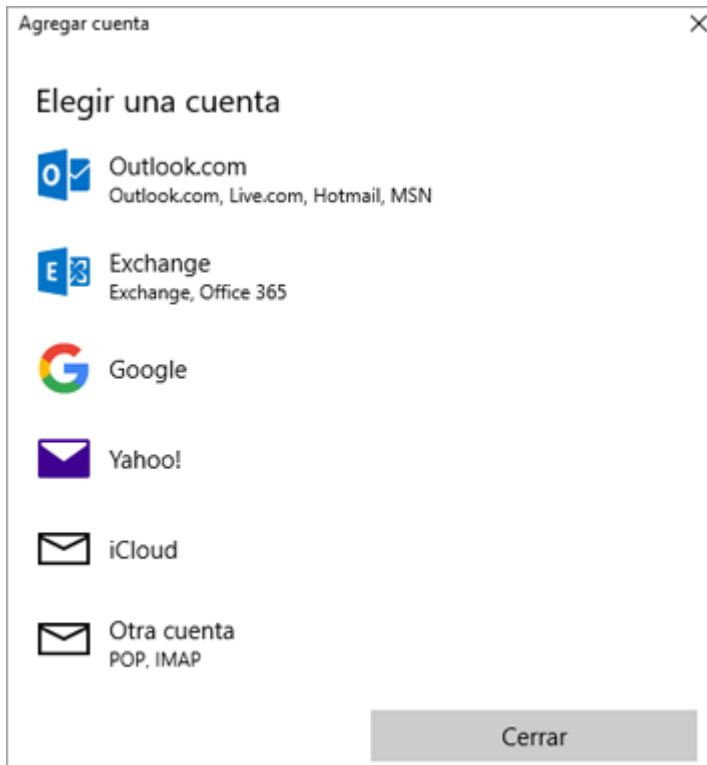 Agregar cuenta
Elegir una cuenta
Outlook.com
Outlook.com, Live.com, Hotmail, MSN
Exchange
Exchange, Office 365
Google
Yahoo!
iCloud
Otra cuenta
POP, IMAP
Cerrar